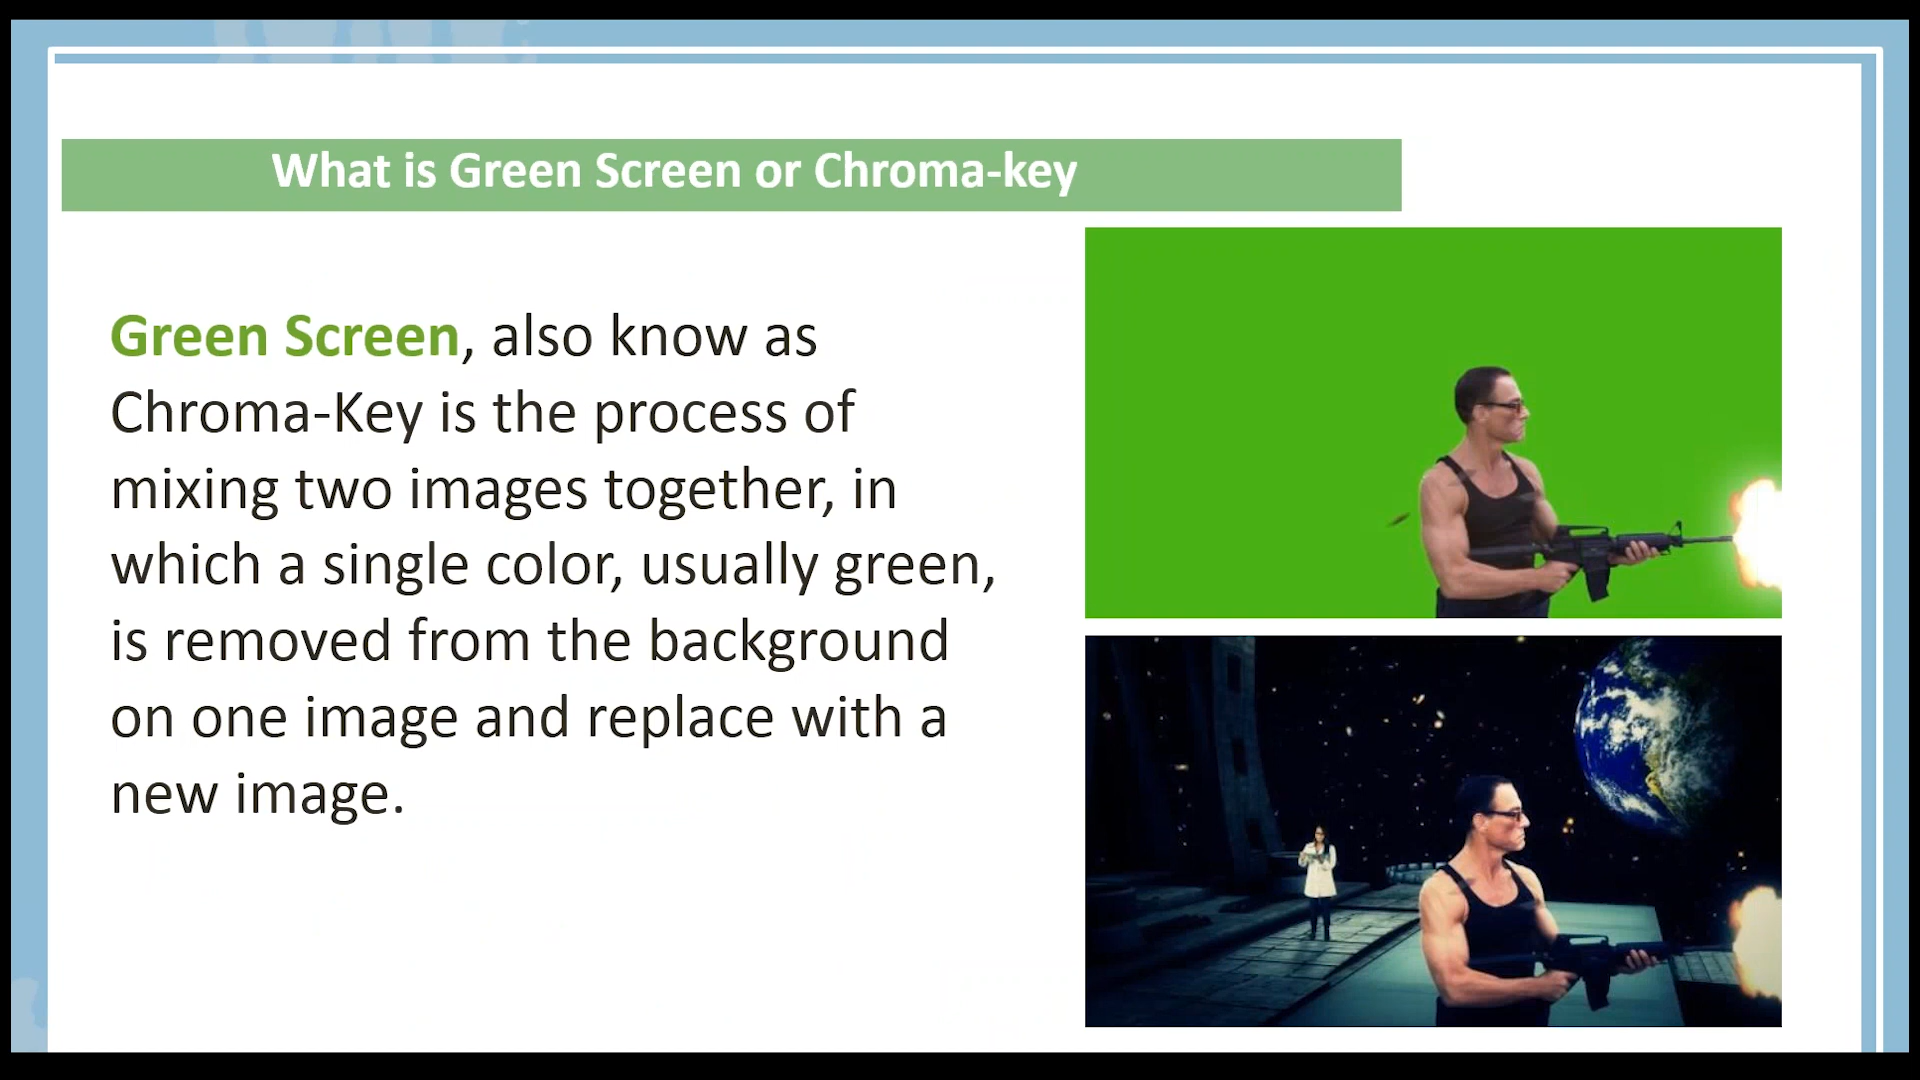 What is Green Screen or Chroma-key
Green Screen, also know as
Chroma-Key is the process of
mixing two images together, in
which a single color, usually green,
is removed from the background
on one image and replace with a
new image.